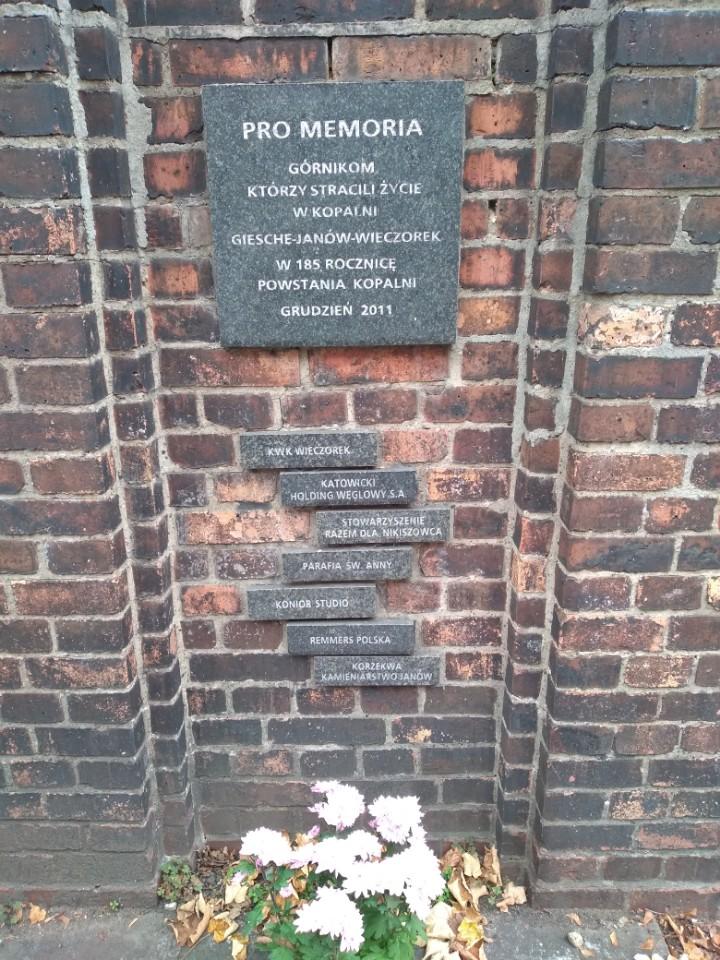 PRO MEMORIA
GÓRNIKOM
KTÓRZY STRACILI ŻYCIE
W KOPALNI
GIESCHE-JANÓW-WIECZOREK
W 185 ROCZNICĘ
POWSTANIA KOPALNI
GRUDZIEŃ 2011
KWK WIECZOREK
KATOWICKI
HOLDING WĘGLOWY S.A
STOWARZYSZENIE
RAZEM DLA NIKISZOWCA
PARAFIA ŚW. ANNY
KONIOR STUDIO
REMMERS POLSKA
KORZEKWA
KAMIENIARSTWO JANÓW